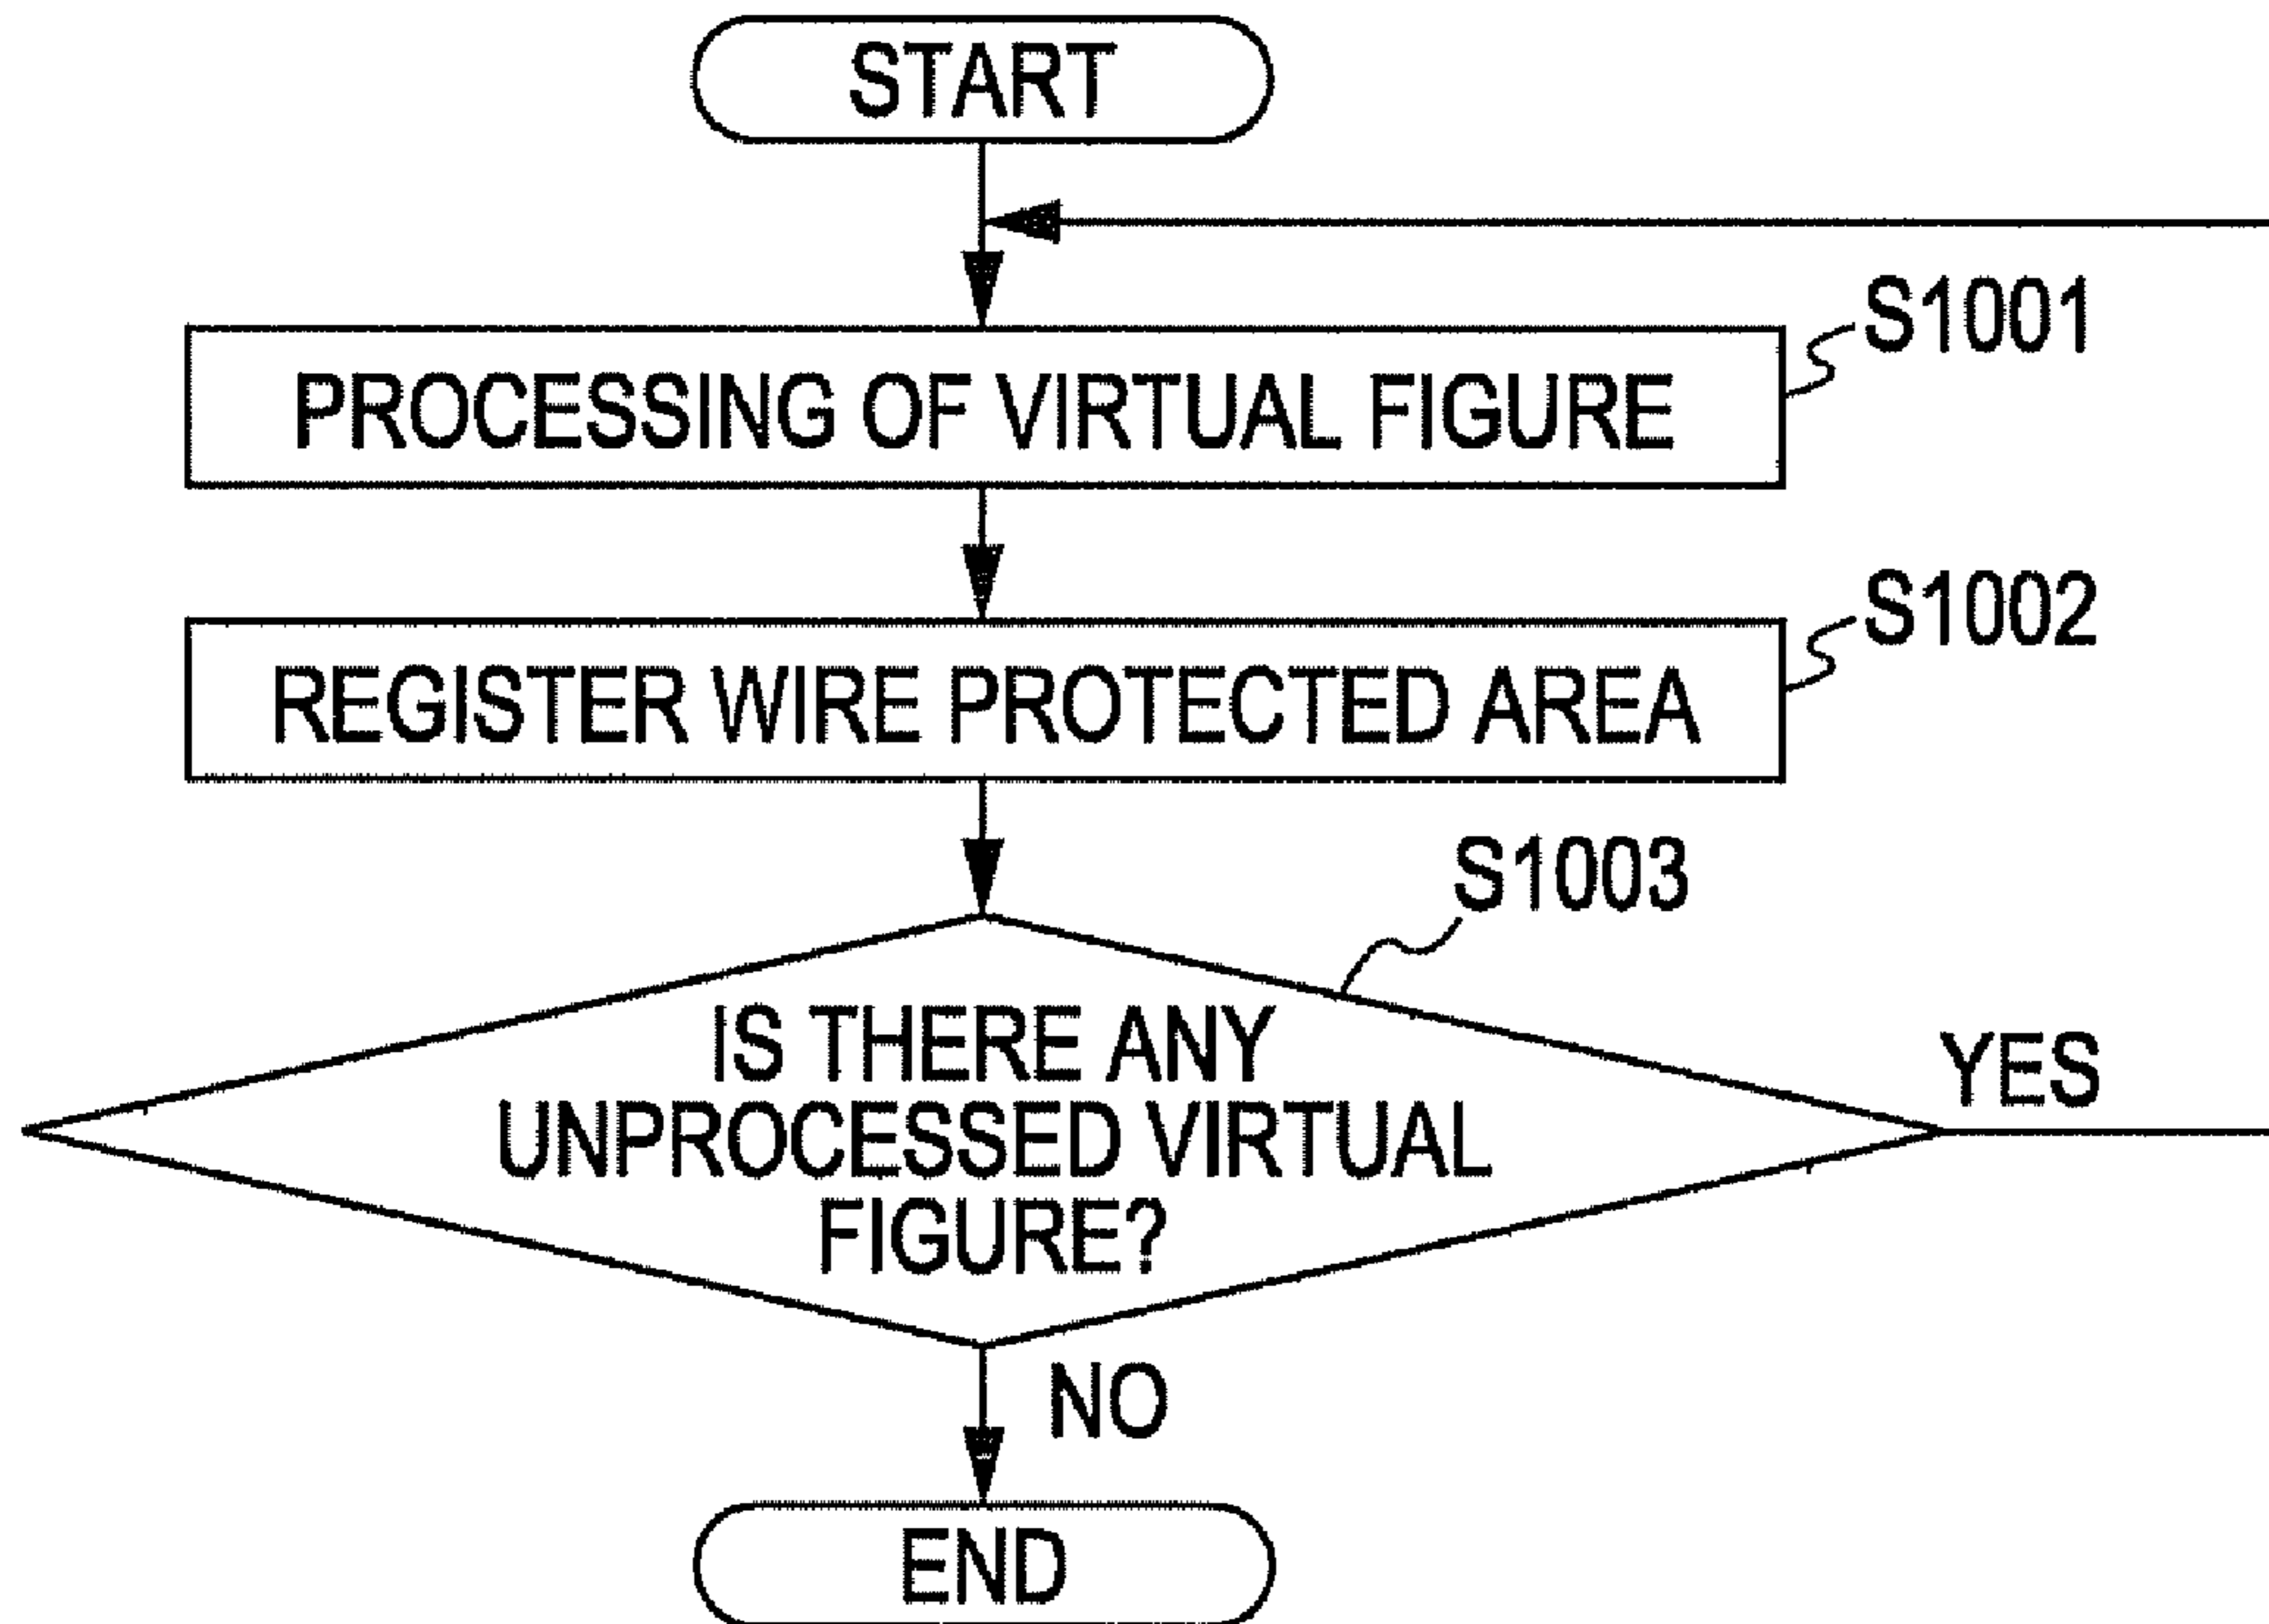 START
S1001
PROCESSING OF VIRTUAL FIGURE
S1002
REGISTER WIRE PROTECTED AREA
S1003
IS THERE ANY
UNPROCESSED VIRTUAL
FIGURE?
YES
NO
END